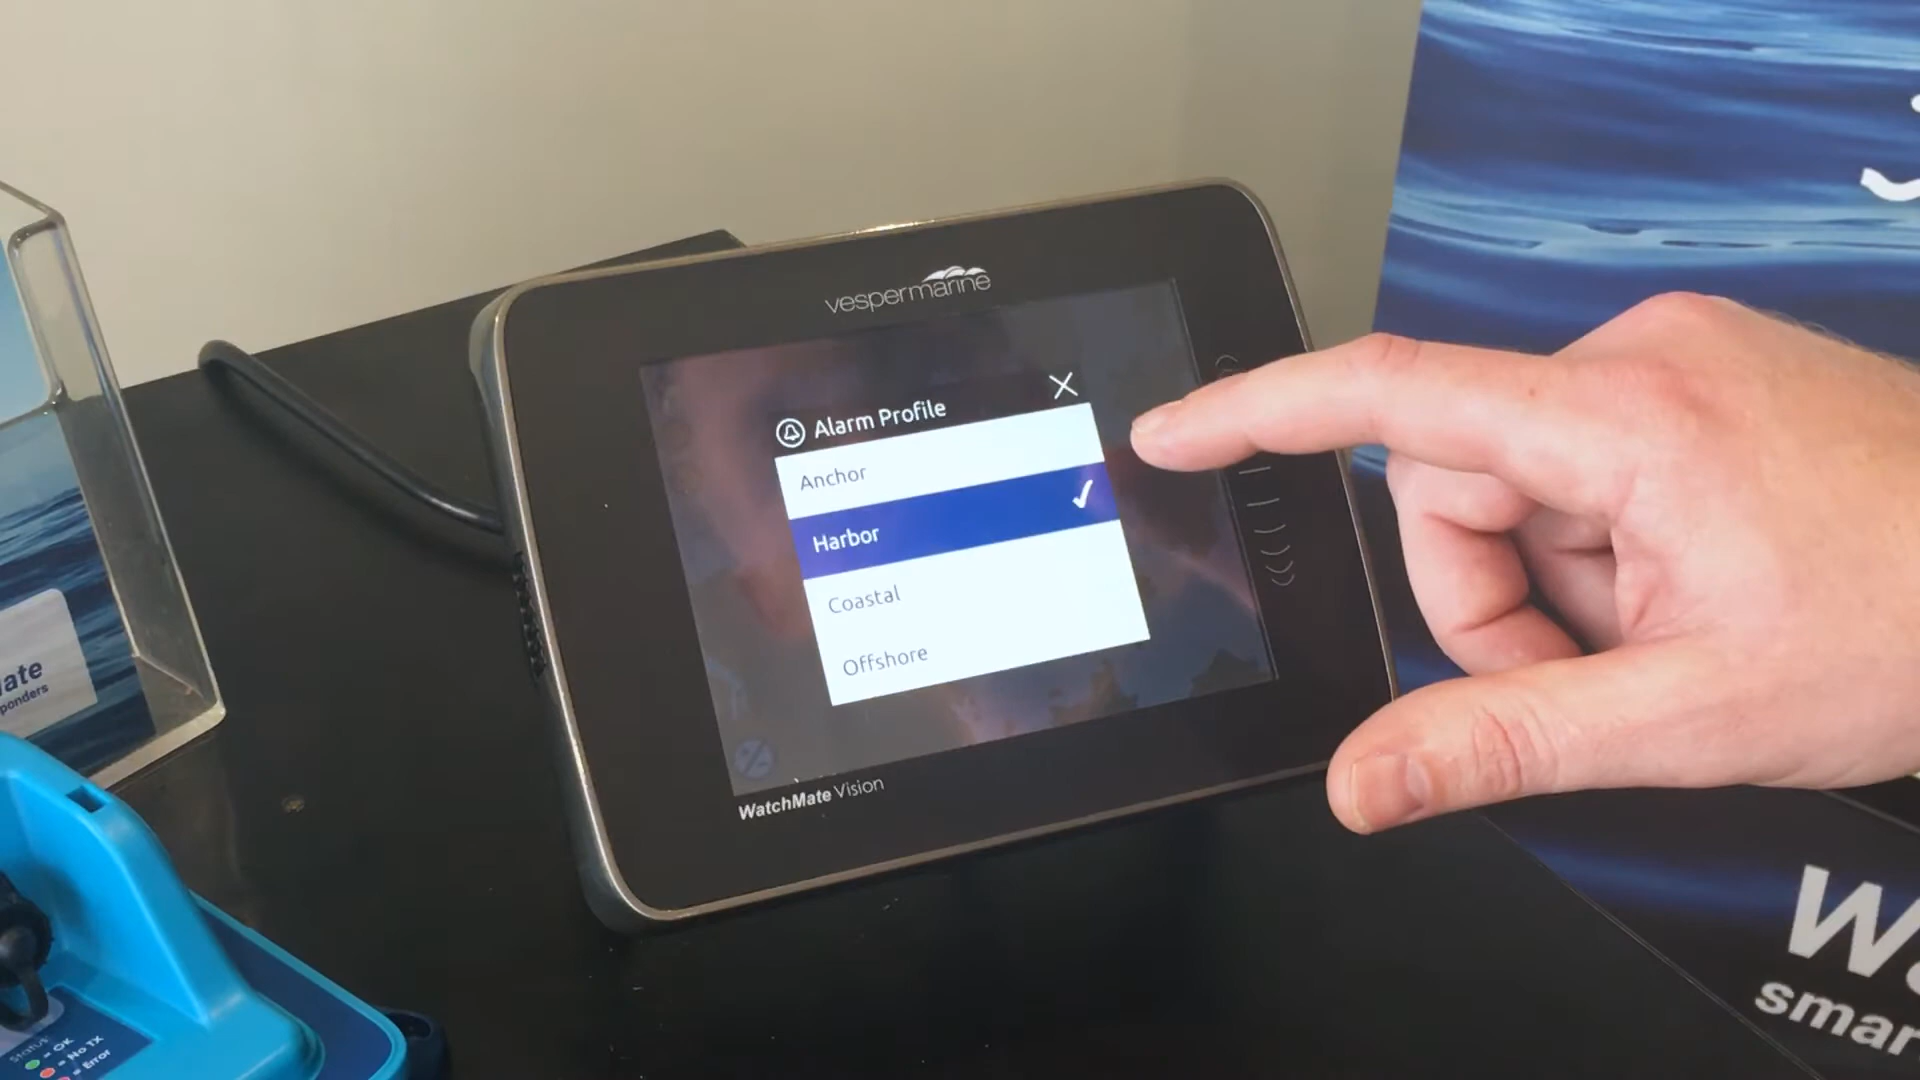 vespermarine
Alarm Profile
Anchor
Harbor
Coastal
Offshore
WatchMate Vision
ate
ponders
Status
= OK
= No TX
= Error
W
smar